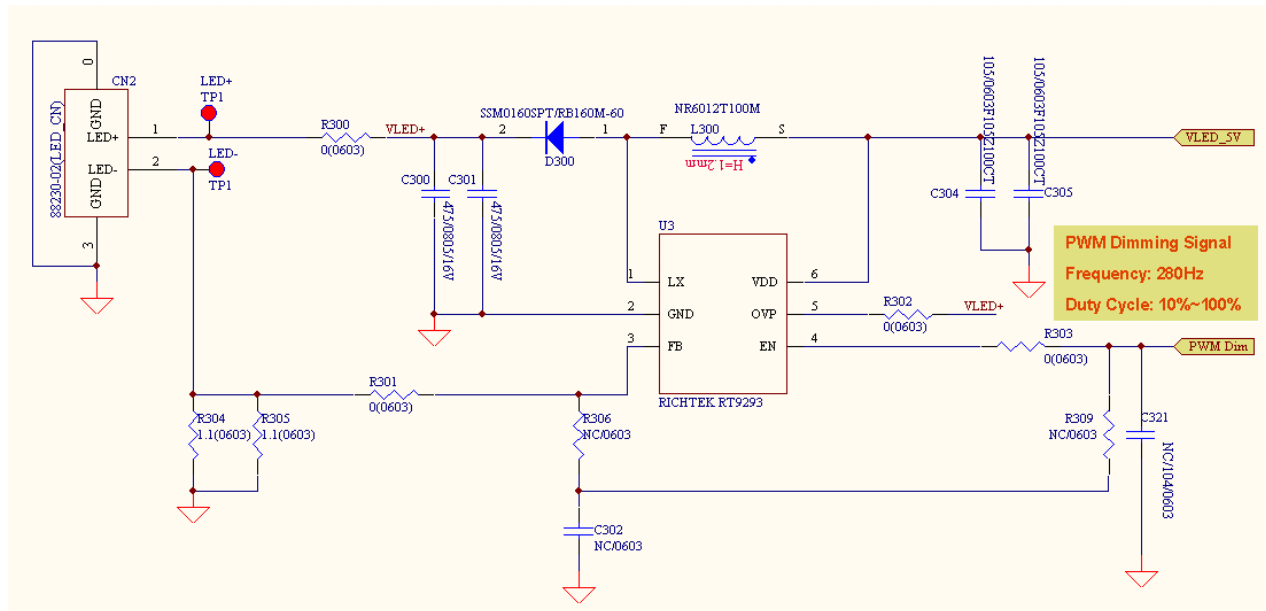 0
CN2
88230-02(LED_CN)
GND
LED+
LED-
GND
3
1
2
LED+
TP1
LED-
TP1
R300
0(0603)
VLED+
C300
475/0805/16V
C301
475/0805/16V
SSM0160SPT/RB160M-60
2
1
D300
NR6012T100M
F
L300
S
H=1.2mm
105/0603F105Z100CT
105/0603F105Z100CT
C304
C305
VLED_5V
PWM Dimming Signal
Frequency: 280Hz
Duty Cycle: 10%~100%
U3
1
LX
VDD
6
2
GND
OVP
5
3
FB
EN
4
RICHTEK RT9293
R302
0(0603)
VLED+
R303
0(0603)
PWM Dim
R301
0(0603)
R304
1.1(0603)
R305
1.1(0603)
R306
NC/0603
R309
NC/0603
C321
NC/104/0603
C302
NC/0603